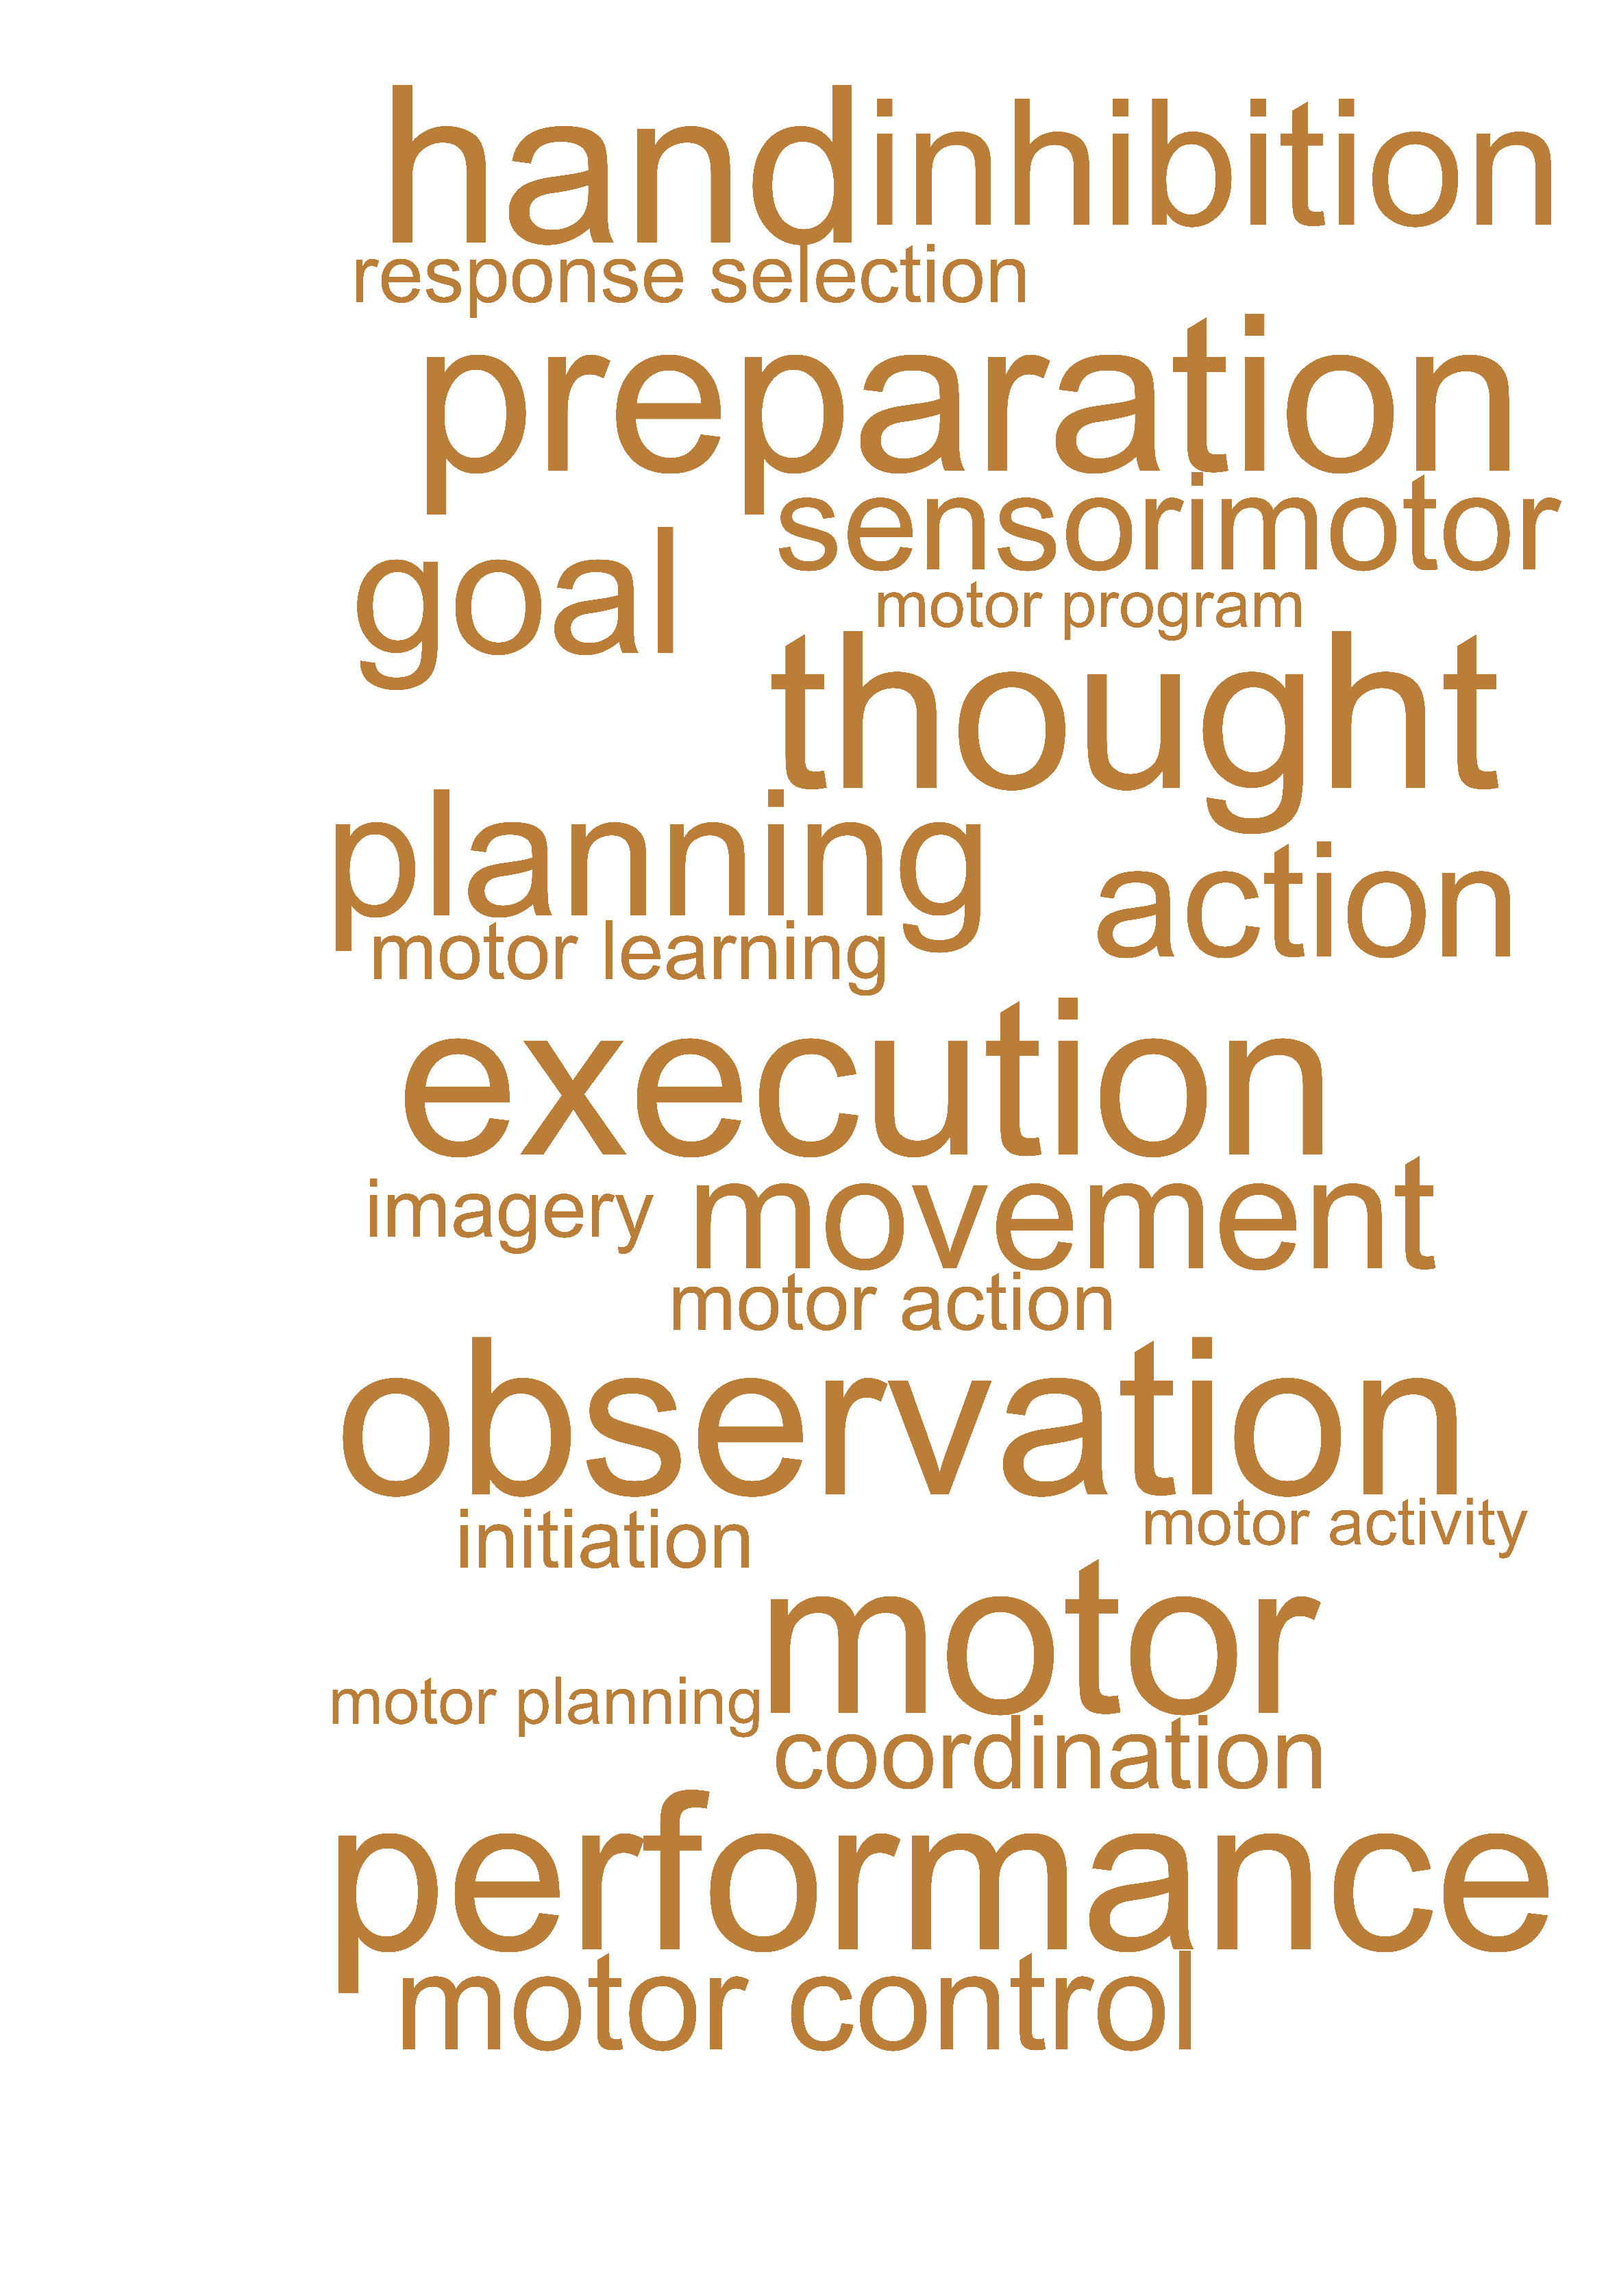 hand inhibition
response selection
preparation
sensorimotor
goal
motor program
thought
planning
action
motor learning
execution
imagery movement
motor action
observation
initiation motor activity
motor
motor planning
coordination
performance
motor control